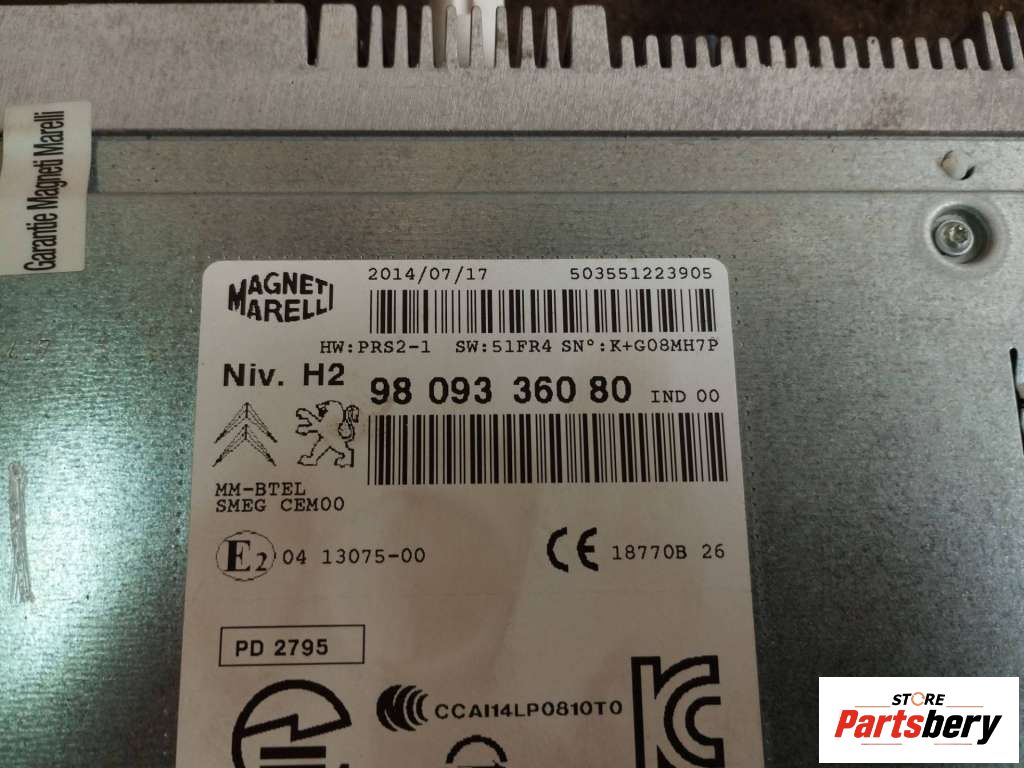 Garantie Magneti Marelli
MAGNETI MARELLI
2014/07/17 503551223905
HW:PRS2-1 SW:51FR4 SN°:K+G08MH7P
Niv. H2 98 093 360 80 IND 00
MM-BTEL
SMEG CEM00
E2 04 13075-00 CE 18770B 26
PD 2795
CCAI14LP0810T0
STORE
Partsbery